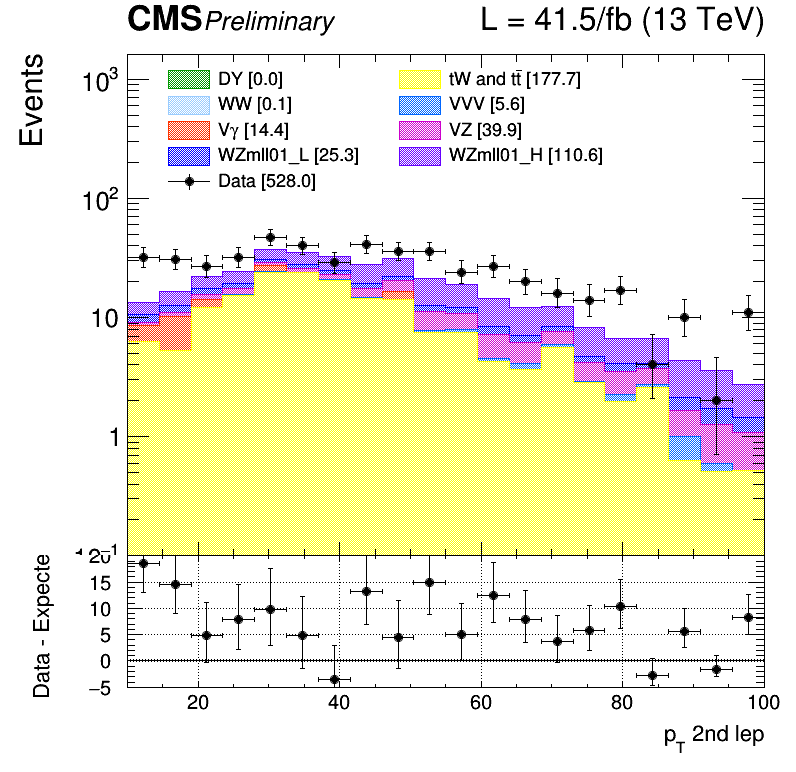 CMS Preliminary L = 41.5/fb (13 TeV)
Events
10³
10²
10
1
DY [0.0] tW and tt̄ [177.7]
WW [0.1] VVV [5.6]
Vγ [14.4] VZ [39.9]
WZmll01_L [25.3] WZmll01_H [110.6]
Data [528.0]
Data - Expecte
20
15
10
5
0
−5
20 40 60 80 100
p_T 2nd lep